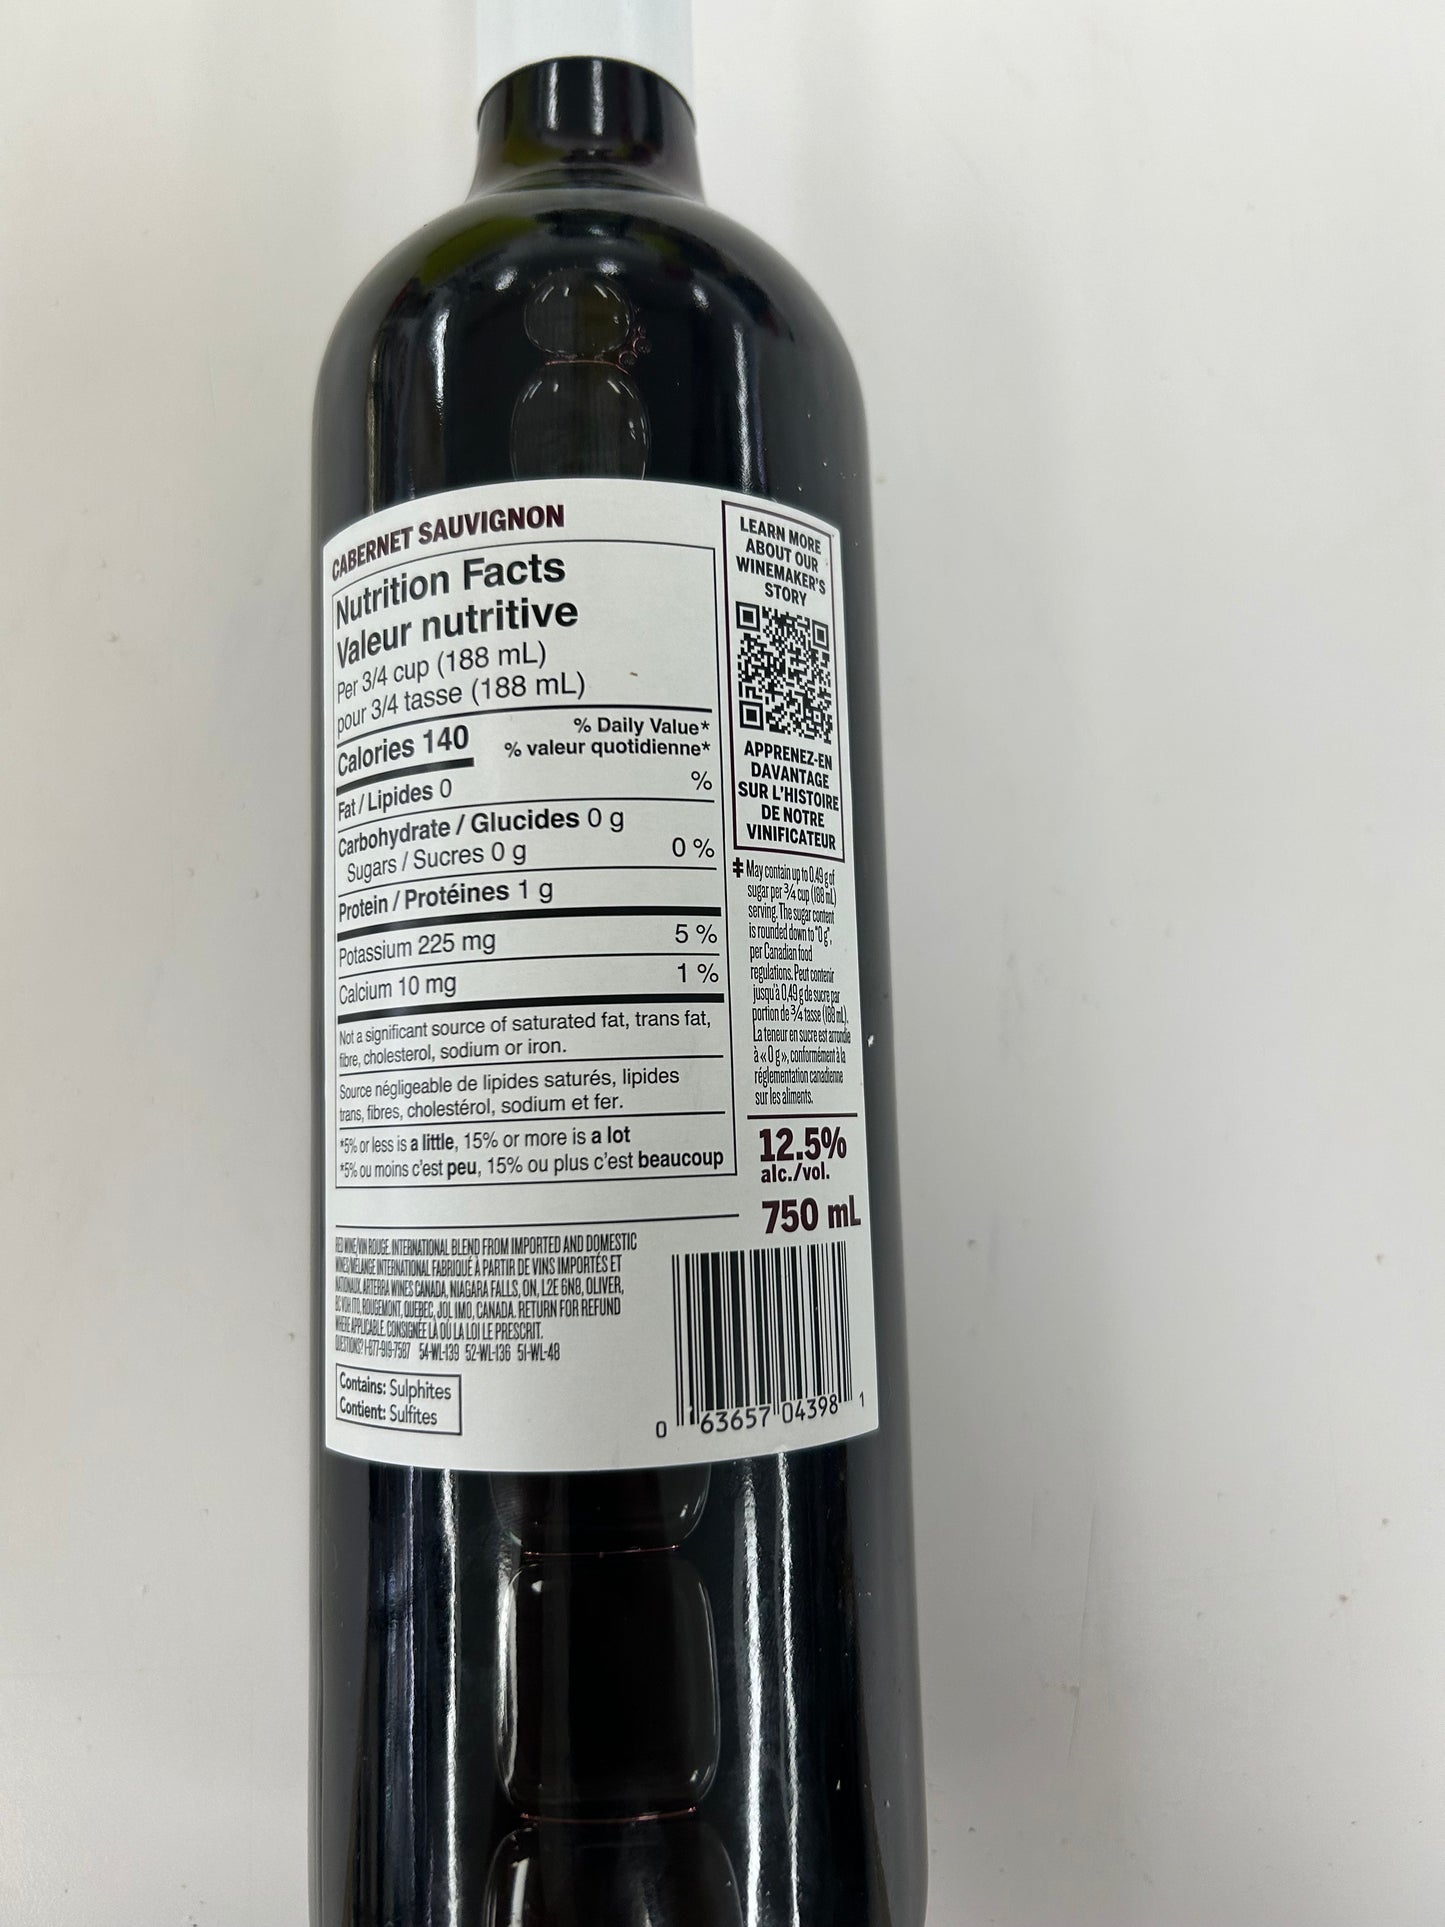 CABERNET SAUVIGNON
Nutrition Facts
Valeur nutritive
Per 3/4 cup (188 mL)
pour 3/4 tasse (188 mL)
Calories 140
% Daily Value*
% valeur quotidienne*
Fat / Lipides 0 %
Carbohydrate / Glucides 0 g
Sugars / Sucres 0 g 0 %
Protein / Protéines 1 g
Potassium 225 mg 5 %
Calcium 10 mg 1 %
Not a significant source of saturated fat, trans fat,
fibre, cholesterol, sodium or iron.
Source négligeable de lipides saturés, lipides
trans, fibres, cholestérol, sodium et fer.
*5% or less is a little, 15% or more is a lot
*5% ou moins c'est peu, 15% ou plus c'est beaucoup
LEARN MORE
ABOUT OUR
WINEMAKER'S
STORY
APPRENEZ-EN
DAVANTAGE
SUR L'HISTOIRE
DE NOTRE
VINIFICATEUR
‡ May contain up to 0.49 g of
sugar per 3/4 cup (188 mL)
serving. The sugar content
is rounded down to "0 g",
per Canadian food
regulations. Peut contenir
jusqu'à 0,49 g de sucre par
portion de 3/4 tasse (188 mL).
La teneur en sucre est arrondie
à « 0 g », conformément à la
réglementation canadienne
sur les aliments.
12.5%
alc./vol.
750 mL
RED WINE/VIN ROUGE. INTERNATIONAL BLEND FROM IMPORTED AND DOMESTIC
WINES/MÉLANGE INTERNATIONAL FABRIQUÉ À PARTIR DE VINS IMPORTÉS ET
NATIONAUX. ARTERRA WINES CANADA, NIAGARA FALLS, ON, L2E 6N8, OLIVER,
BC V0H 1T0, ROUGEMONT, QUEBEC, J0L 1M0, CANADA. RETURN FOR REFUND
WHERE APPLICABLE. CONSIGNÉE LÀ OÙ LA LOI LE PRESCRIT.
QUESTIONS? 1-877-919-7587 54-WL-139 52-WL-136 51-WL-48
Contains: Sulphites
Contient: Sulfites
0 63657 04398 1